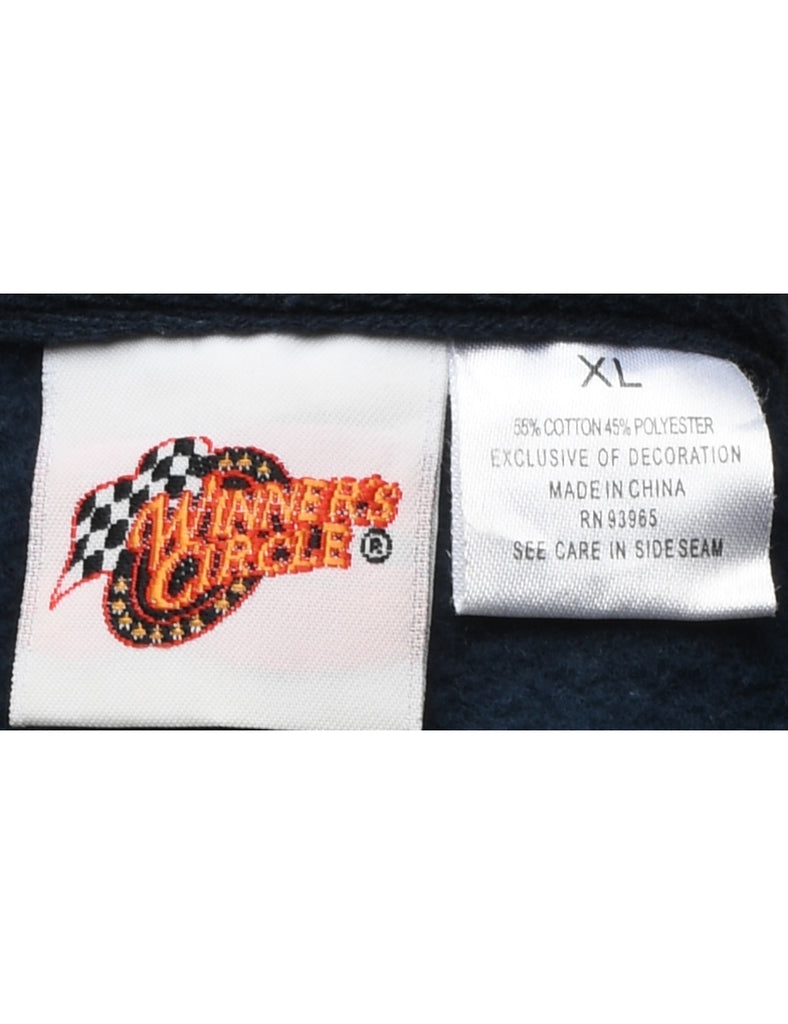 WINNER'S
CIRCLE ®
XL
55% COTTON 45% POLYESTER
EXCLUSIVE OF DECORATION
MADE IN CHINA
RN 93965
SEE CARE IN SIDE SEAM